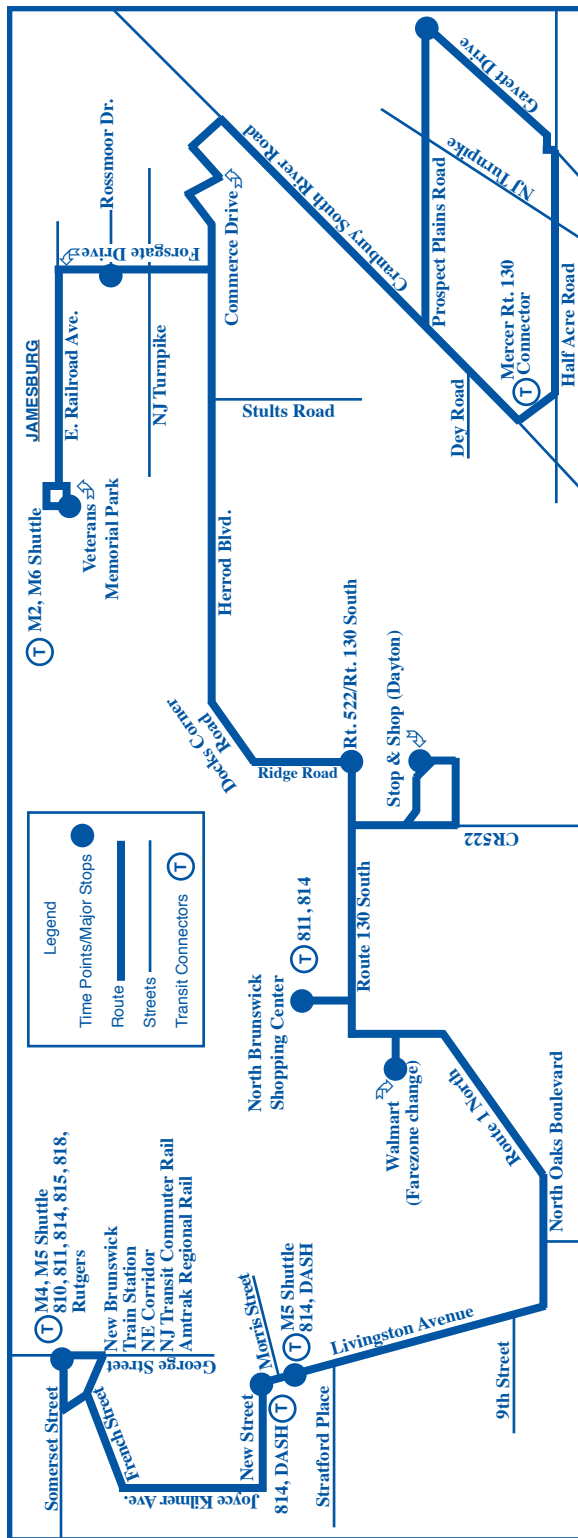 Somerset Street
M4, M5 Shuttle
810, 811, 814, 815, 818,
Rutgers
New Brunswick
Train Station
NE Corridor
NJ Transit Commuter Rail
Amtrak Regional Rail
George Street
French Street
Joyce Kilmer Ave.
New Street
814, DASH
T
Morris Street
T
M5 Shuttle
814, DASH
Stratford Place
Livingston Avenue
9th Street
North Oaks Boulevard
Route 1 North
Walmart
(Farezone change)
North Brunswick
Shopping Center
T
811, 814
Route 130 South
CR522
Stop & Shop (Dayton)
Rt. 522/Rt. 130 South
Ridge Road
Docks Corner
Road
Herrod Blvd.
Stults Road
Commerce Drive
Forsgate Drive
NJ Turnpike
Rossmoor Dr.
E. Railroad Ave.
JAMESBURG
Veterans
Memorial Park
T
M2, M6 Shuttle
Cranbury South River Road
Prospect Plains Road
Dey Road
Mercer Rt. 130
Connector
T
Half Acre Road
NJ Turnpike
Gavett Drive
Legend
Time Points/Major Stops
Route
Streets
Transit Connectors
T
T